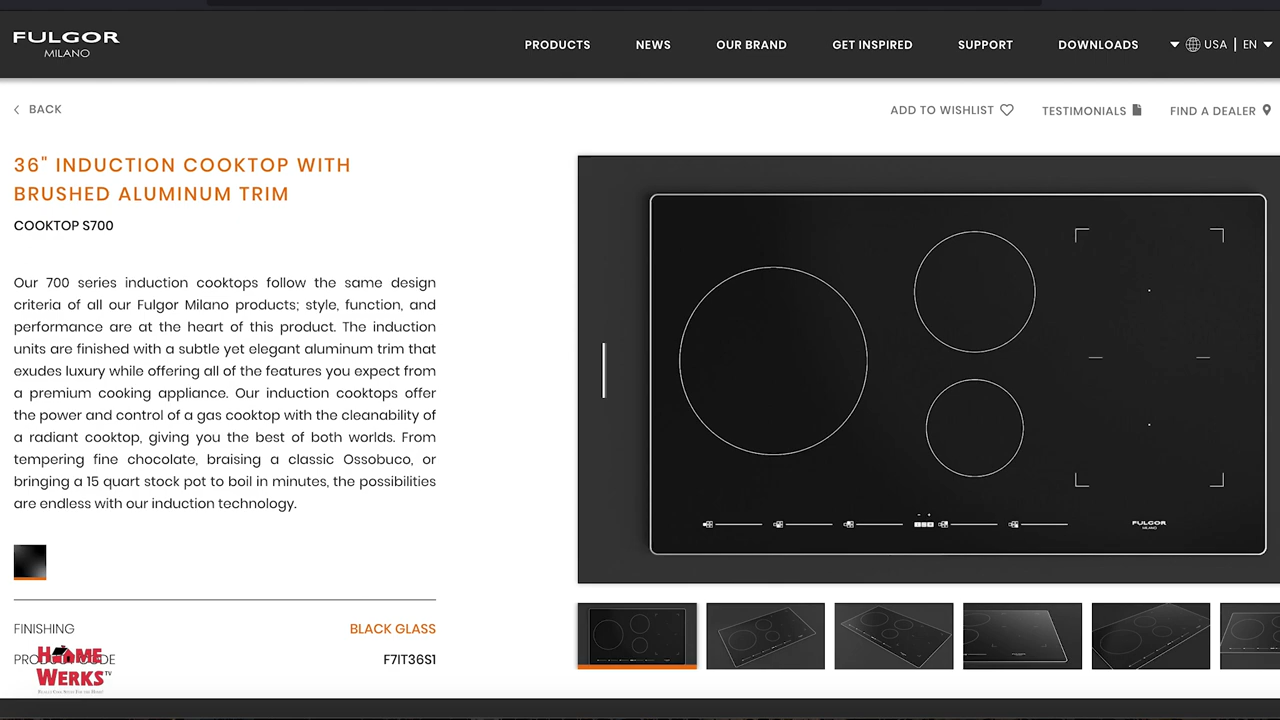 FULGOR
MILANO
PRODUCTS
NEWS
OUR BRAND
GET INSPIRED
SUPPORT
DOWNLOADS
USA | EN
BACK
ADD TO WISHLIST
TESTIMONIALS
FIND A DEALER
36" INDUCTION COOKTOP WITH
BRUSHED ALUMINUM TRIM
COOKTOP S700
Our 700 series induction cooktops follow the same design
criteria of all our Fulgor Milano products; style, function, and
performance are at the heart of this product. The induction
units are finished with a subtle yet elegant aluminum trim that
exudes luxury while offering all of the features you expect from
a premium cooking appliance. Our induction cooktops offer
the power and control of a gas cooktop with the cleanability of
a radiant cooktop, giving you the best of both worlds. From
tempering fine chocolate, braising a classic Ossobuco, or
bringing a 15 quart stock pot to boil in minutes, the possibilities
are endless with our induction technology.
FULGOR
MILANO
FINISHING
BLACK GLASS
F7IT36S1
HOME
WERKS TV